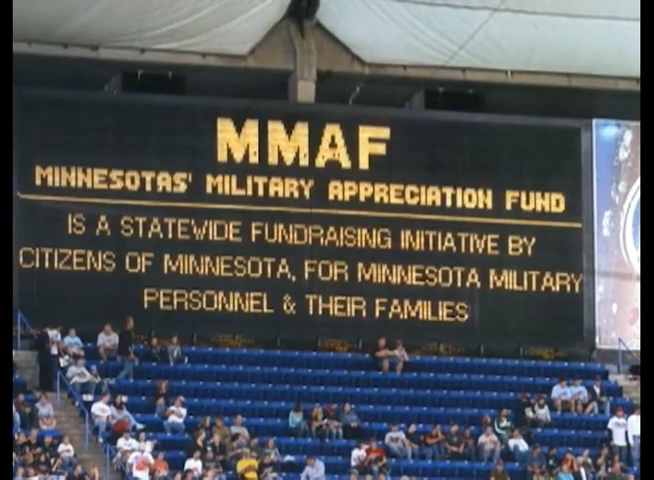 MMAF
MINNESOTAS' MILITARY APPRECIATION FUND
IS A STATEWIDE FUNDRAISING INITIATIVE BY
CITIZENS OF MINNESOTA, FOR MINNESOTA MILITARY
PERSONNEL & THEIR FAMILIES